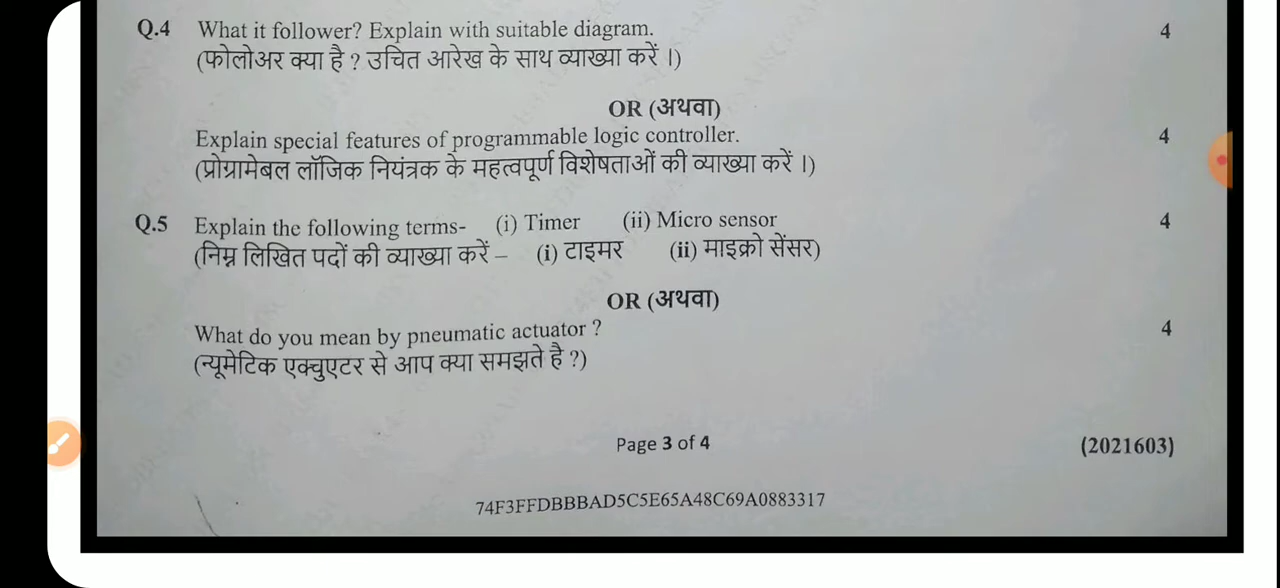 Q.4 What it follower? Explain with suitable diagram. 4
(फोलोअर क्या है ? उचित आरेख के साथ व्याख्या करें ।)
OR (अथवा)
Explain special features of programmable logic controller. 4
(प्रोग्रामेबल लॉजिक नियंत्रक के महत्वपूर्ण विशेषताओं की व्याख्या करें ।)
Q.5 Explain the following terms- (i) Timer (ii) Micro sensor 4
(निम्न लिखित पदों की व्याख्या करें – (i) टाइमर (ii) माइक्रो सेंसर)
OR (अथवा)
What do you mean by pneumatic actuator ? 4
(न्यूमेटिक एक्चुएटर से आप क्या समझते है ?)
Page 3 of 4 (2021603)
74F3FFDBBBAD5C5E65A48C69A0883317